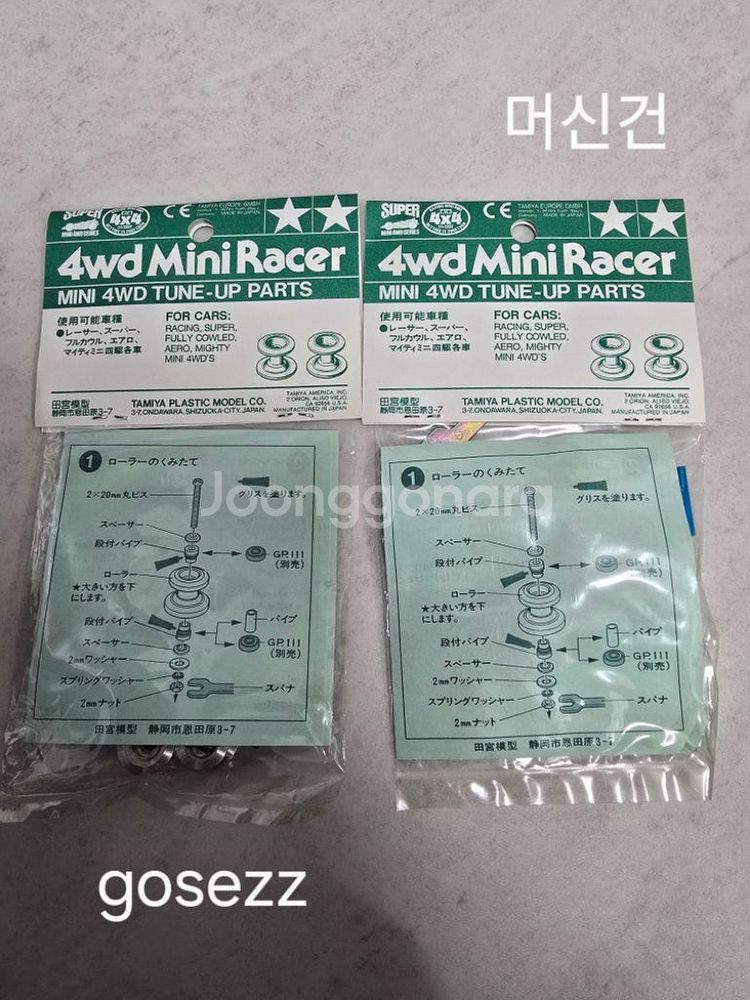 머신건
SUPER
MINI 4WD SERIES
4x4
CE
TAMIYA EUROPE GMBH
Germany
MADE IN JAPAN
4wd Mini Racer
MINI 4WD TUNE-UP PARTS
使用可能車種
●レーサー、スーパー、
フルカウル、エアロ、
マイティミニ四駆各車
FOR CARS:
RACING, SUPER,
FULLY COWLED,
AERO, MIGHTY
MINI 4WD'S
田宮模型
静岡市恩田原3-7
TAMIYA PLASTIC MODEL CO.
3-7, ONDAWARA, SHIZUOKA-CITY, JAPAN.
TAMIYA AMERICA, INC.
2 ORION, ALISO VIEJO,
CA 92656 U.S.A.
MANUFACTURED IN JAPAN
SUPER
MINI 4WD SERIES
4x4
CE
TAMIYA EUROPE GMBH
Germany
MADE IN JAPAN
4wd Mini Racer
MINI 4WD TUNE-UP PARTS
使用可能車種
●レーサー、スーパー、
フルカウル、エアロ、
マイティミニ四駆各車
FOR CARS:
RACING, SUPER,
FULLY COWLED,
AERO, MIGHTY
MINI 4WD'S
田宮模型
静岡市恩田原3-7
TAMIYA PLASTIC MODEL CO.
3-7, ONDAWARA, SHIZUOKA-CITY, JAPAN.
TAMIYA AMERICA, INC.
2 ORION, ALISO VIEJO,
CA 92656 U.S.A.
MANUFACTURED IN JAPAN
1 ローラーのくみたて
2×20mm丸ビス
グリスを塗ります。
スペーサー
段付パイプ
GP.111
(別売)
ローラー
★大きい方を下
にします。
段付パイプ
パイプ
スペーサー
GP.111
(別売)
2mmワッシャー
スプリングワッシャー
スパナ
2mmナット
田宮模型 静岡市恩田原3-7
1 ローラーのくみたて
2×20mm丸ビス
グリスを塗ります。
スペーサー
段付パイプ
GP.111
(別売)
ローラー
★大きい方を下
にします。
段付パイプ
パイプ
スペーサー
GP.111
(別売)
2mmワッシャー
スプリングワッシャー
スパナ
2mmナット
田宮模型 静岡市恩田原3-7
Joonggonara
gosezz